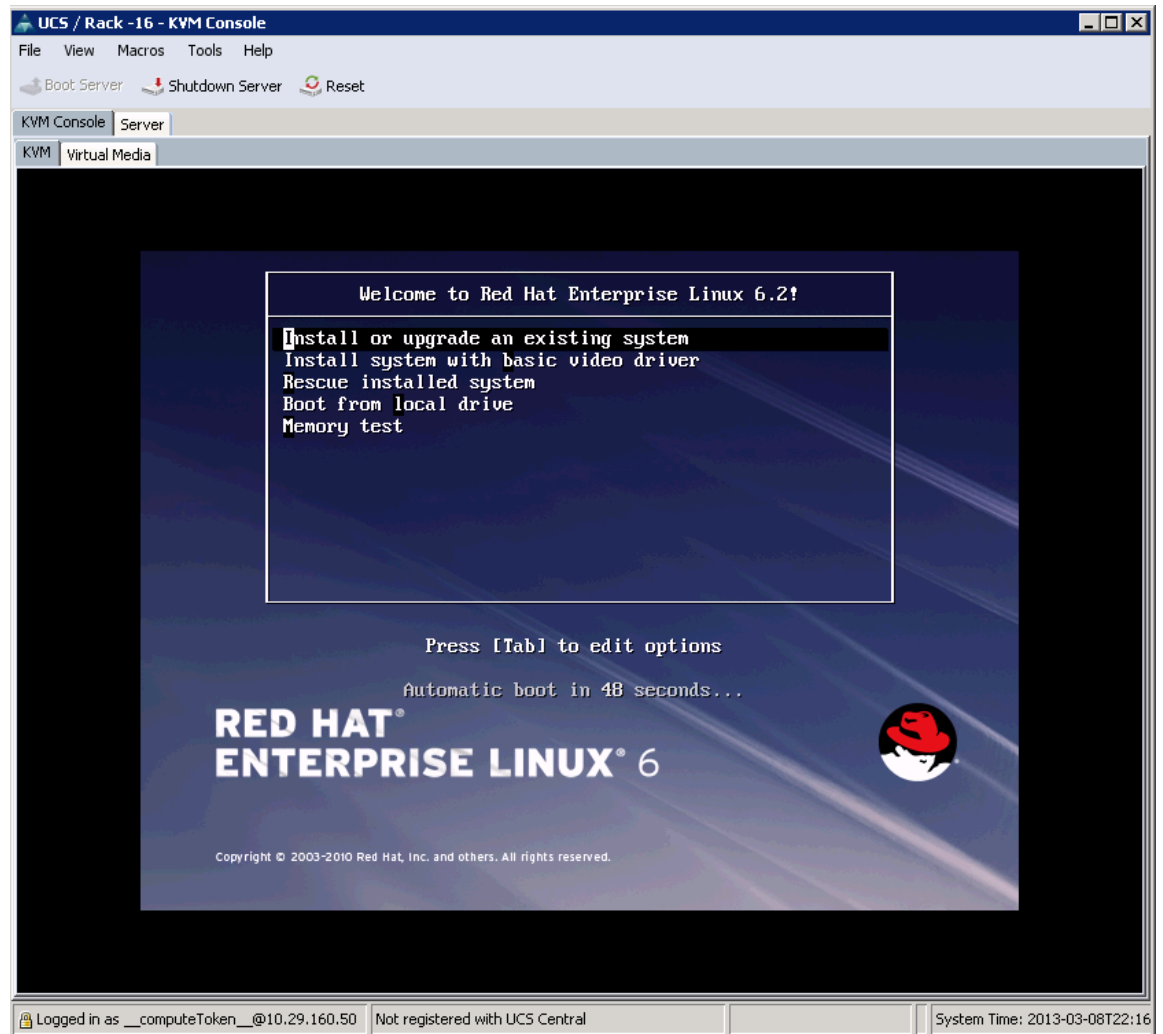 UCS / Rack -16 - KVM Console
File View Macros Tools Help
Boot Server Shutdown Server Reset
KVM Console Server
KVM Virtual Media
Welcome to Red Hat Enterprise Linux 6.2!
Install or upgrade an existing system
Install system with basic video driver
Rescue installed system
Boot from local drive
Memory test
Press [Tab] to edit options
Automatic boot in 48 seconds...
RED HAT®
ENTERPRISE LINUX® 6
Copyright © 2003-2010 Red Hat, Inc. and others. All rights reserved.
Logged in as __computeToken__@10.29.160.50 Not registered with UCS Central System Time: 2013-03-08T22:16